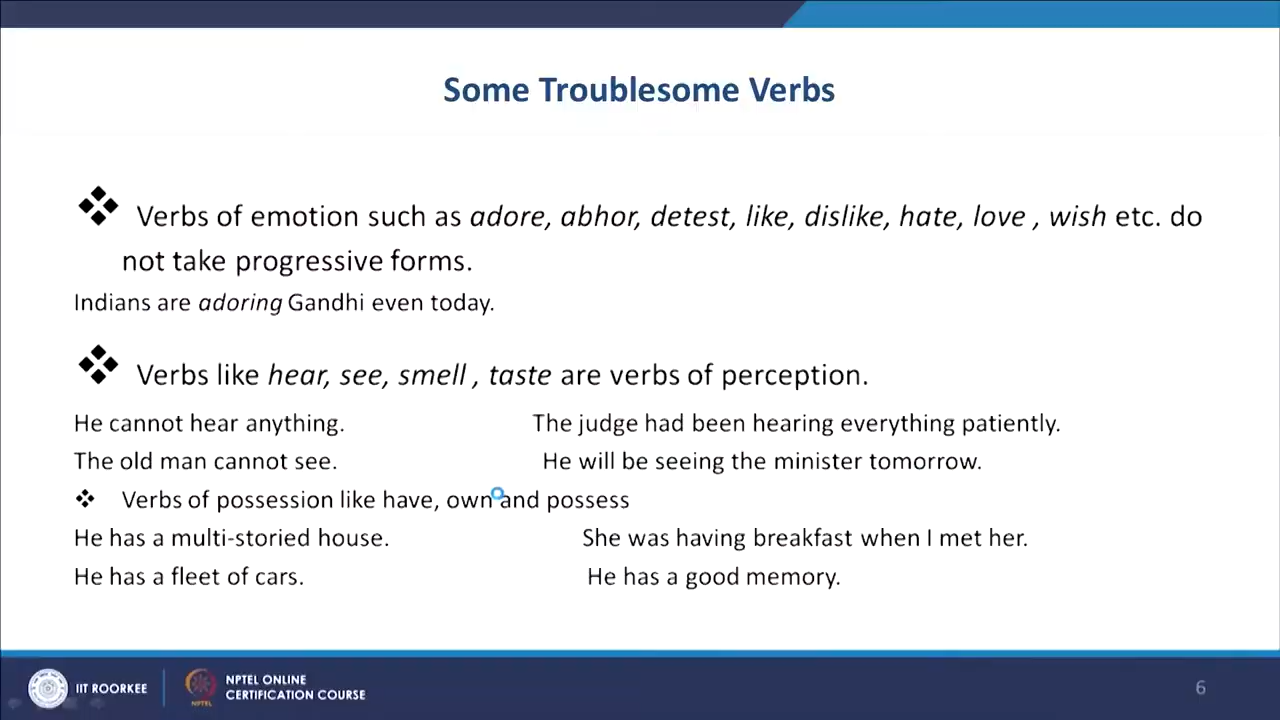 Some Troublesome Verbs
❖ Verbs of emotion such as adore, abhor, detest, like, dislike, hate, love , wish etc. do
not take progressive forms.
Indians are adoring Gandhi even today.
❖ Verbs like hear, see, smell , taste are verbs of perception.
He cannot hear anything. The judge had been hearing everything patiently.
The old man cannot see. He will be seeing the minister tomorrow.
❖ Verbs of possession like have, own and possess
He has a multi-storied house. She was having breakfast when I met her.
He has a fleet of cars. He has a good memory.
IIT ROORKEE
NPTEL
NPTEL ONLINE
CERTIFICATION COURSE
6